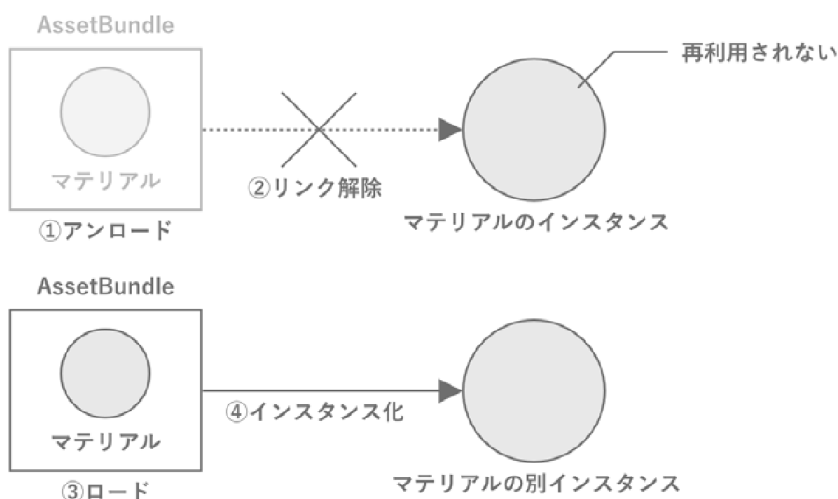 AssetBundle
再利用されない
マテリアル
②リンク解除
①アンロード
マテリアルのインスタンス
AssetBundle
マテリアル
④インスタンス化
③ロード
マテリアルの別インスタンス